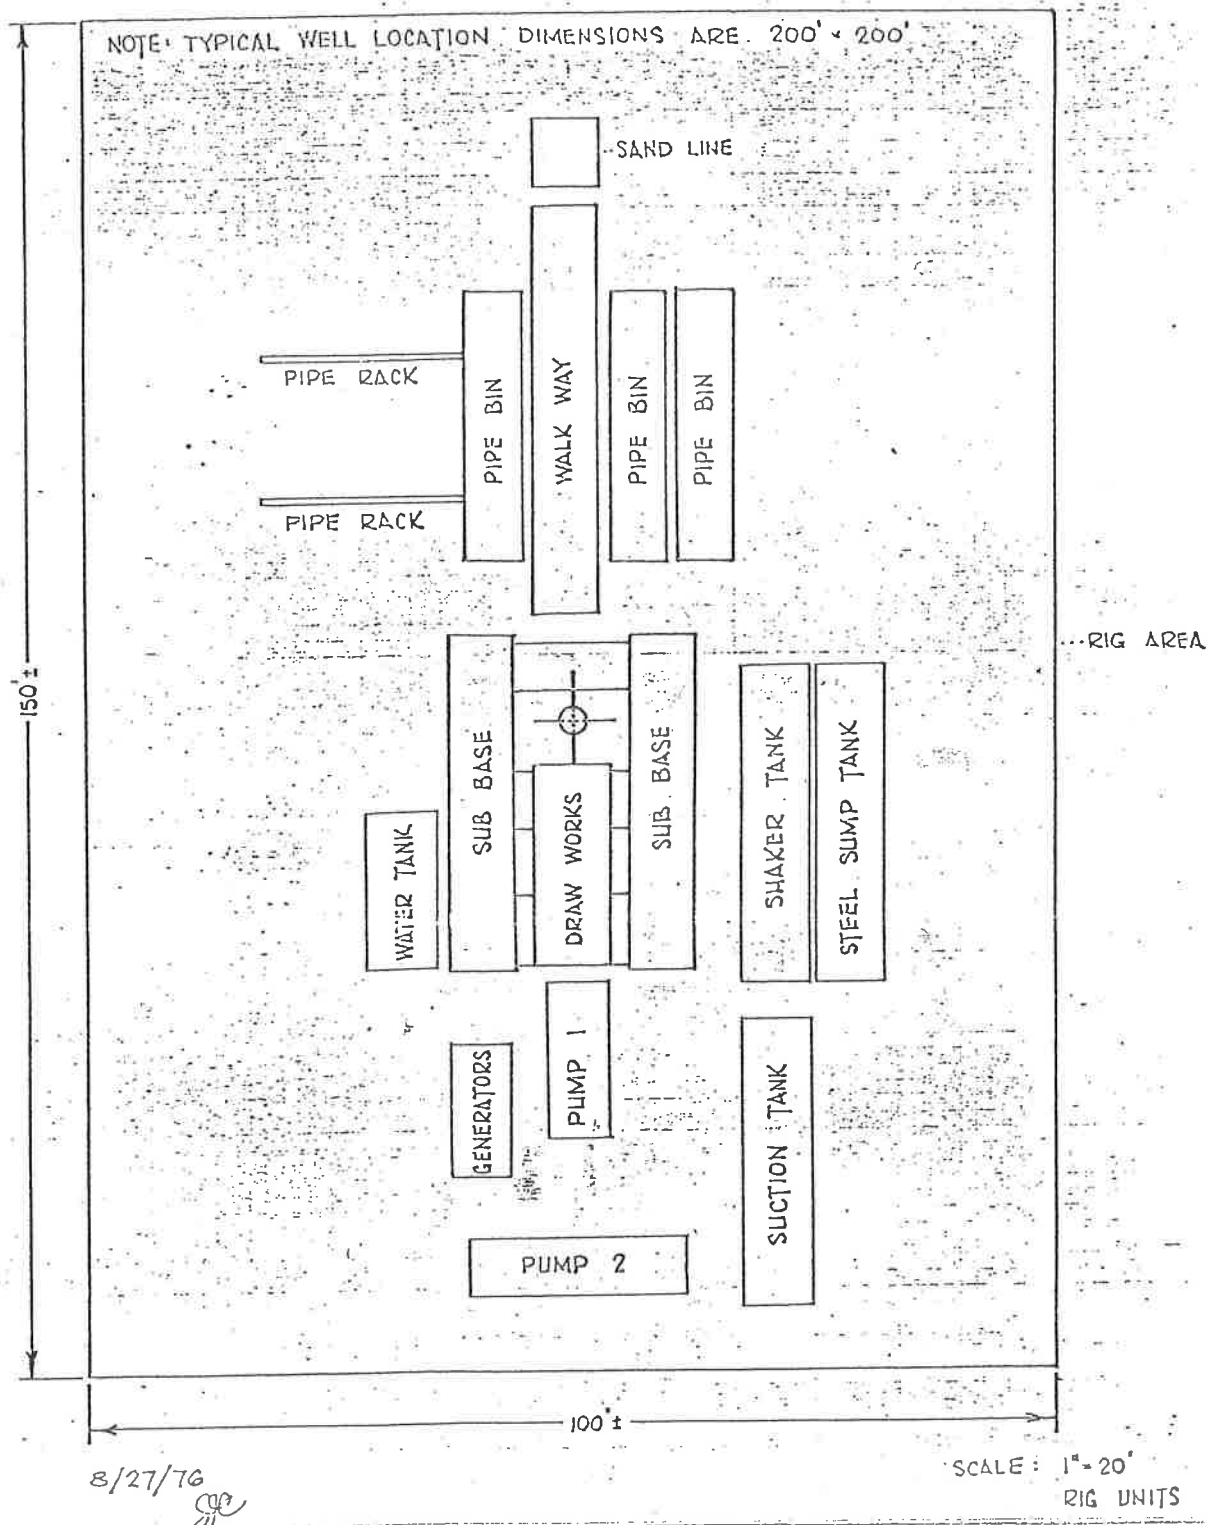 NOTE: TYPICAL WELL LOCATION DIMENSIONS ARE 200' x 200'
SAND LINE
PIPE RACK
PIPE RACK
PIPE BIN
WALK WAY
PIPE BIN
PIPE BIN
RIG AREA
150'±
SUB BASE
SUB BASE
SHAKER TANK
STEEL SUMP TANK
WATER TANK
DRAW WORKS
GENERATORS
PUMP 1
SUCTION TANK
PUMP 2
100'±
8/27/76
SCALE: 1"=20'
RIG UNITS